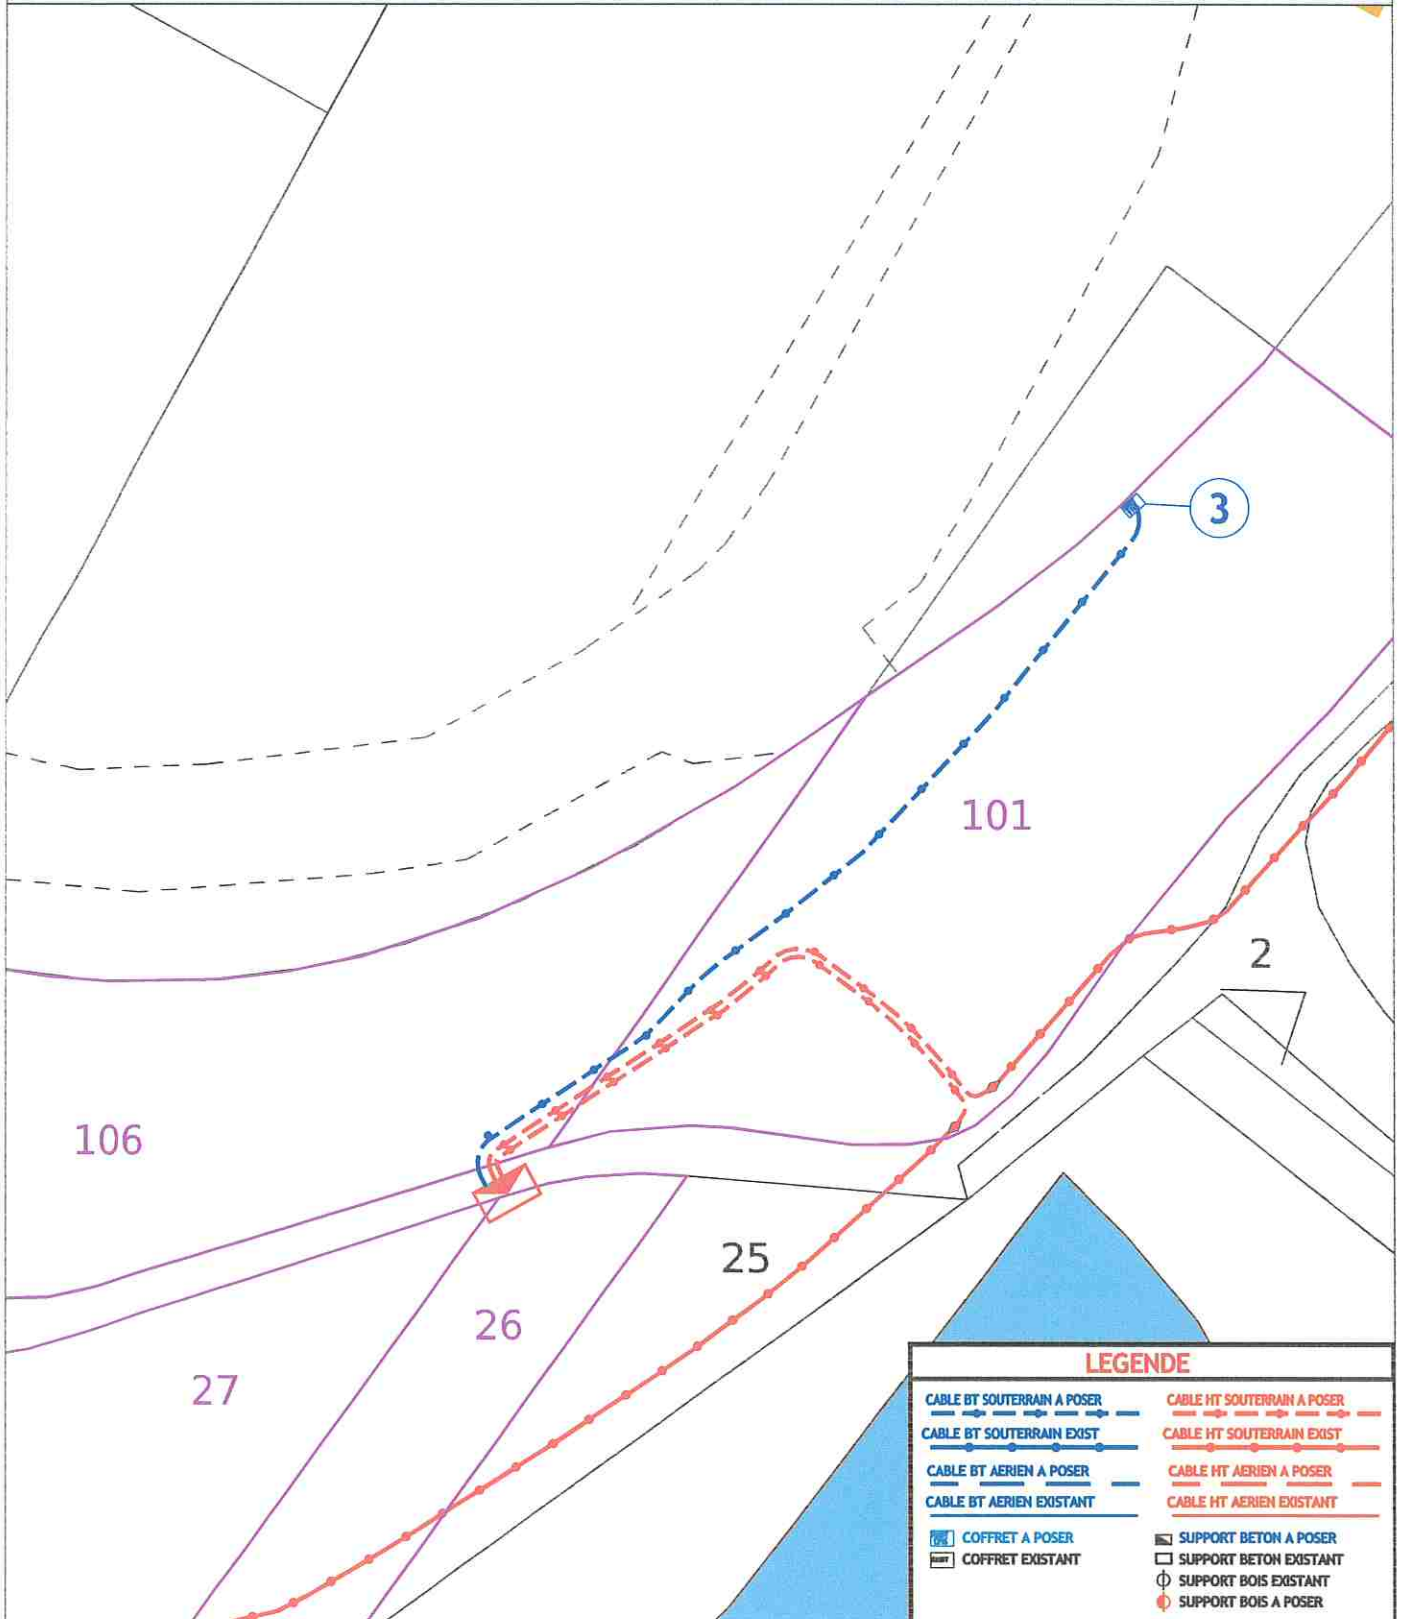 3
101
2
106
25
26
27
LEGENDE
CABLE BT SOUTERRAIN A POSER
CABLE HT SOUTERRAIN A POSER
CABLE BT SOUTERRAIN EXIST
CABLE HT SOUTERRAIN EXIST
CABLE BT AERIEN A POSER
CABLE HT AERIEN A POSER
CABLE BT AERIEN EXISTANT
CABLE HT AERIEN EXISTANT
COFFRET A POSER
SUPPORT BETON A POSER
COFFRET EXISTANT
SUPPORT BETON EXISTANT
SUPPORT BOIS EXISTANT
SUPPORT BOIS A POSER